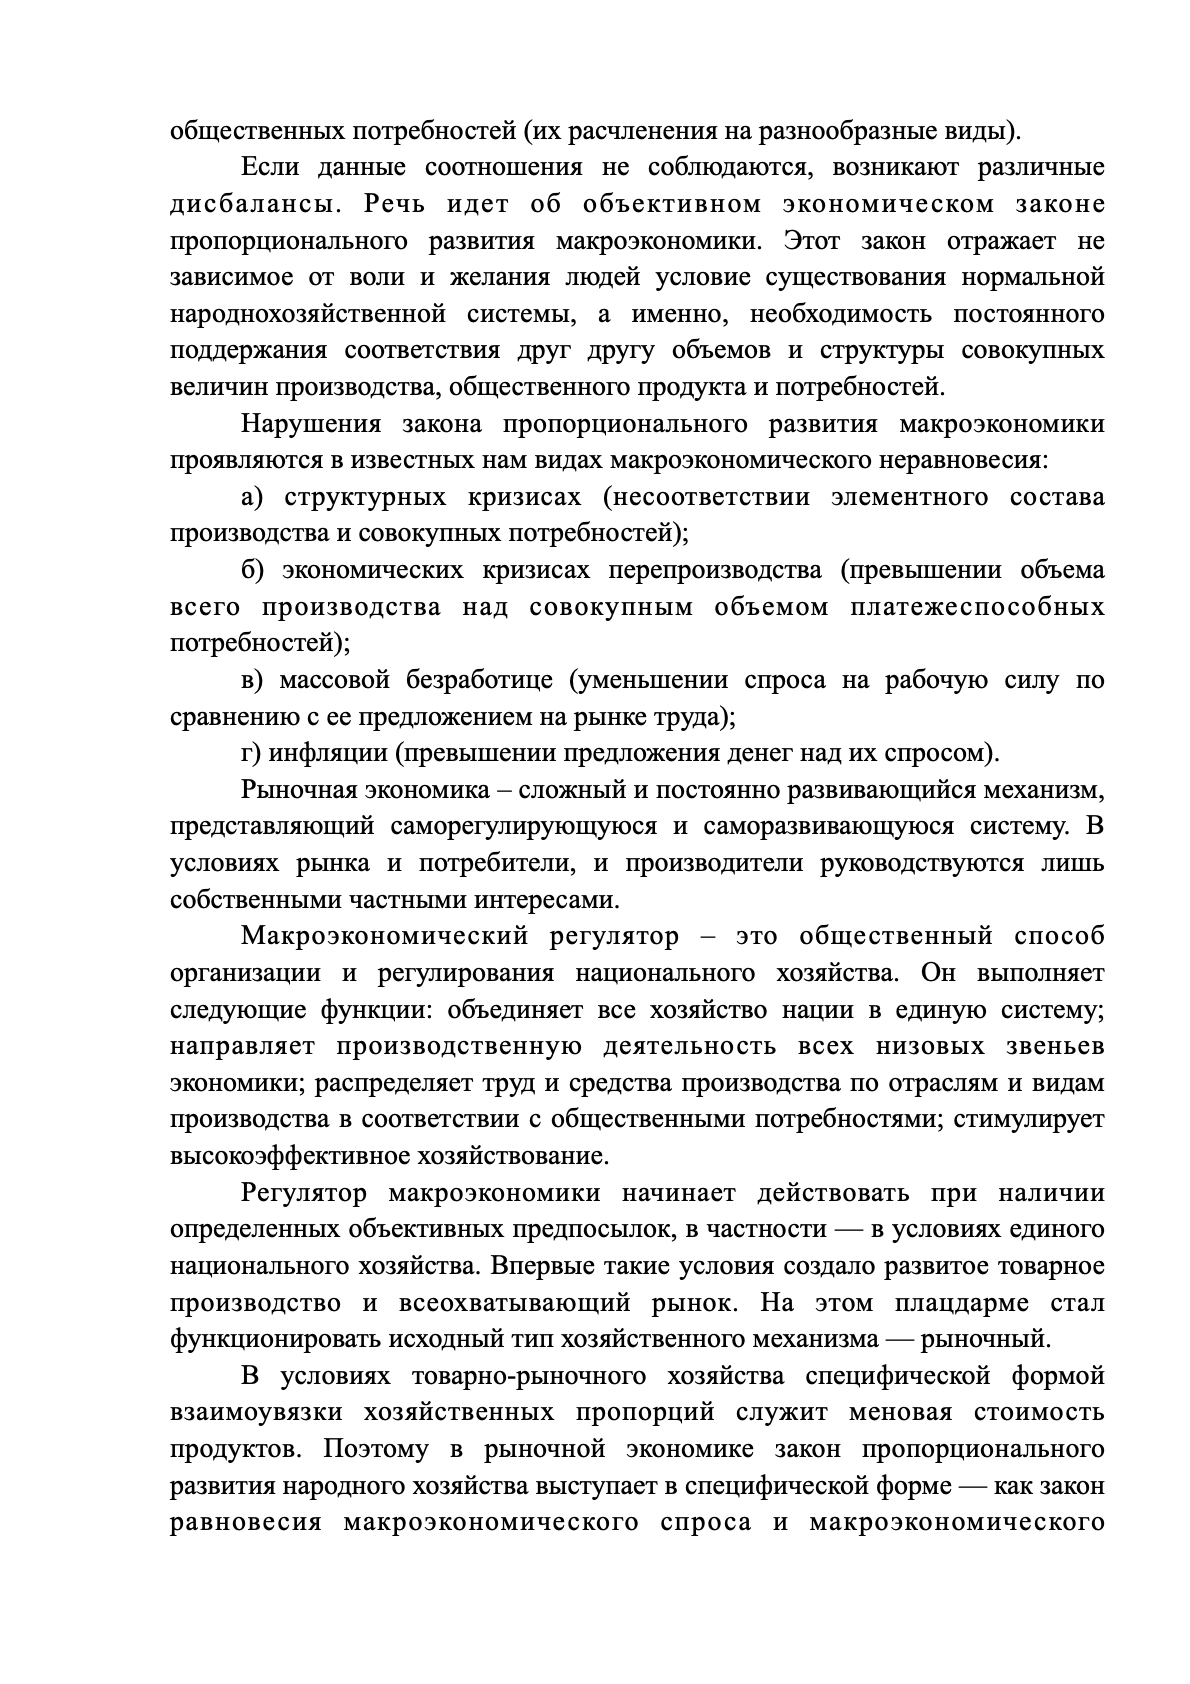 общественных потребностей (их расчленения на разнообразные виды).
Если данные соотношения не соблюдаются, возникают различные
дисбалансы. Речь идет об объективном экономическом законе
пропорционального развития макроэкономики. Этот закон отражает не
зависимое от воли и желания людей условие существования нормальной
народнохозяйственной системы, а именно, необходимость постоянного
поддержания соответствия друг другу объемов и структуры совокупных
величин производства, общественного продукта и потребностей.
Нарушения закона пропорционального развития макроэкономики
проявляются в известных нам видах макроэкономического неравновесия:
а) структурных кризисах (несоответствии элементного состава
производства и совокупных потребностей);
б) экономических кризисах перепроизводства (превышении объема
всего производства над совокупным объемом платежеспособных
потребностей);
в) массовой безработице (уменьшении спроса на рабочую силу по
сравнению с ее предложением на рынке труда);
г) инфляции (превышении предложения денег над их спросом).
Рыночная экономика – сложный и постоянно развивающийся механизм,
представляющий саморегулирующуюся и саморазвивающуюся систему. В
условиях рынка и потребители, и производители руководствуются лишь
собственными частными интересами.
Макроэкономический регулятор – это общественный способ
организации и регулирования национального хозяйства. Он выполняет
следующие функции: объединяет все хозяйство нации в единую систему;
направляет производственную деятельность всех низовых звеньев
экономики; распределяет труд и средства производства по отраслям и видам
производства в соответствии с общественными потребностями; стимулирует
высокоэффективное хозяйствование.
Регулятор макроэкономики начинает действовать при наличии
определенных объективных предпосылок, в частности — в условиях единого
национального хозяйства. Впервые такие условия создало развитое товарное
производство и всеохватывающий рынок. На этом плацдарме стал
функционировать исходный тип хозяйственного механизма — рыночный.
В условиях товарно-рыночного хозяйства специфической формой
взаимоувязки хозяйственных пропорций служит меновая стоимость
продуктов. Поэтому в рыночной экономике закон пропорционального
развития народного хозяйства выступает в специфической форме — как закон
равновесия макроэкономического спроса и макроэкономического